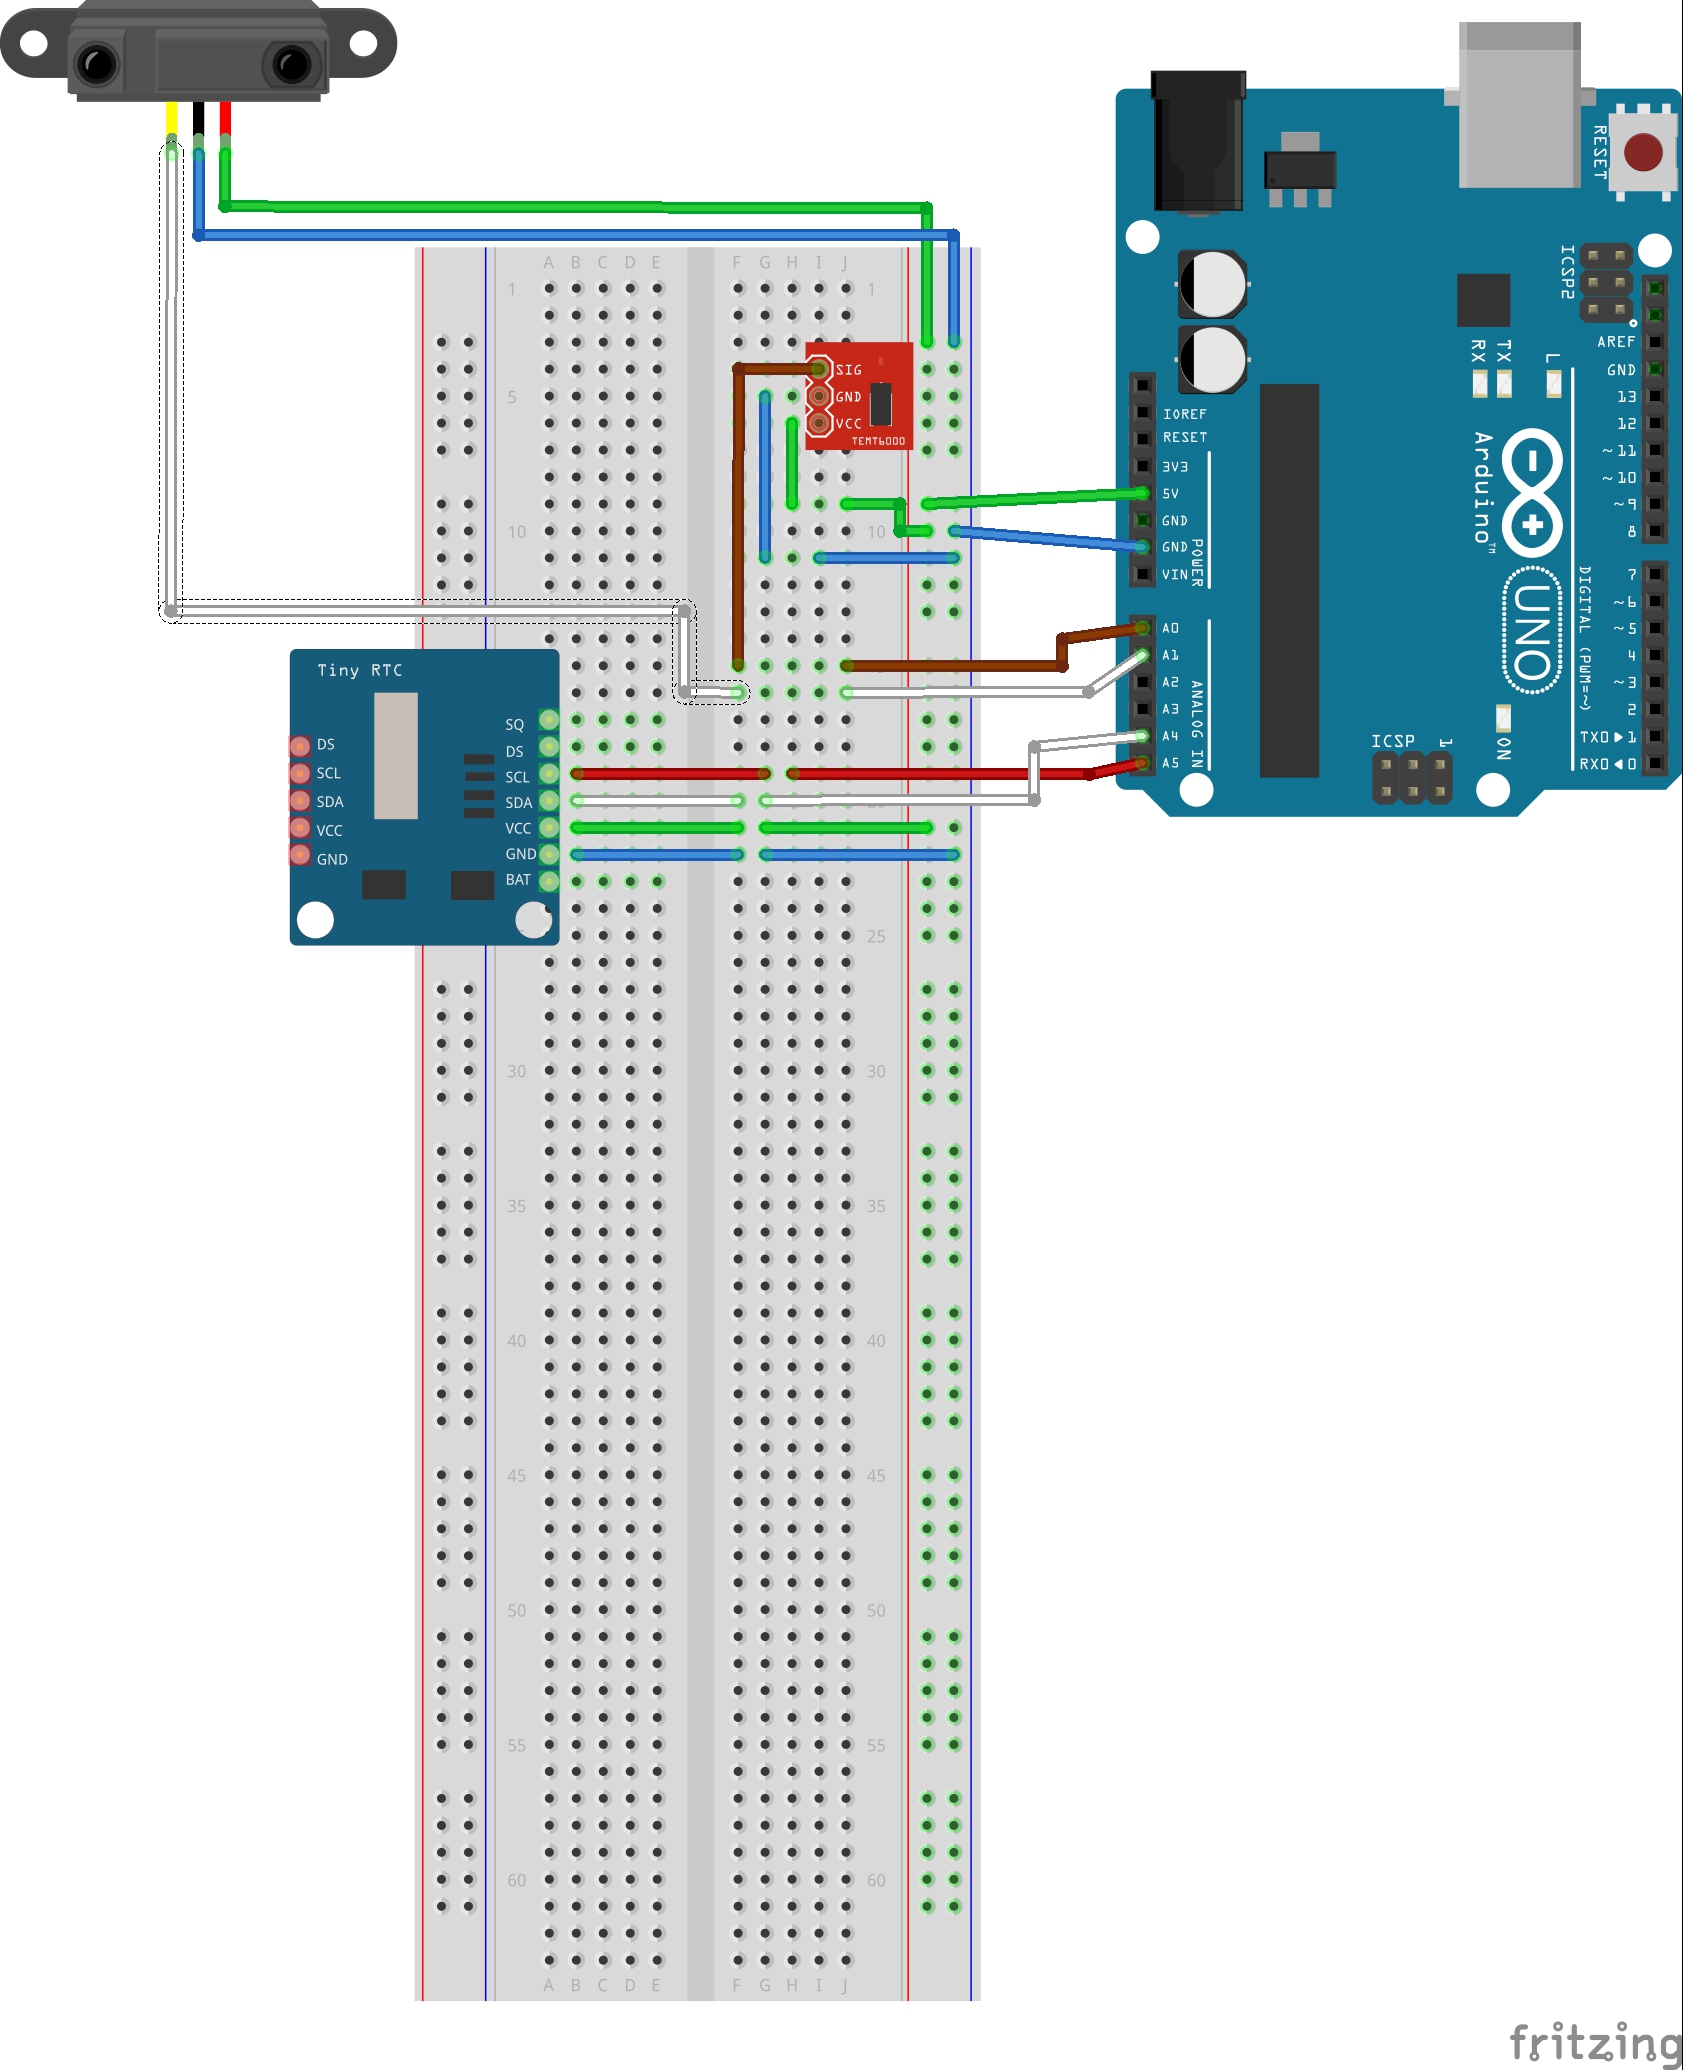 A B C D E F G H I J
1 1
5
10 10
25
30 30
35 35
40 40
45 45
50 50
55 55
60 60
A B C D E F G H I J
SIG
GND
VCC
TEMT6000
Tiny RTC
DS
SCL
SDA
VCC
GND
SQ
DS
SCL
SDA
VCC
GND
BAT
RESET
ICSP2
IOREF
RESET
3V3
5V
GND
GND
VIN
POWER
A0
A1
A2
A3
A4
A5
ANALOG IN
RX
TX
L
Arduino™
UNO
ON
ICSP 1
AREF
GND
13
12
~11
~10
~9
8
7
~6
~5
4
~3
2
TX0▶1
RX0◀0
DIGITAL (PWM=~)
fritzing